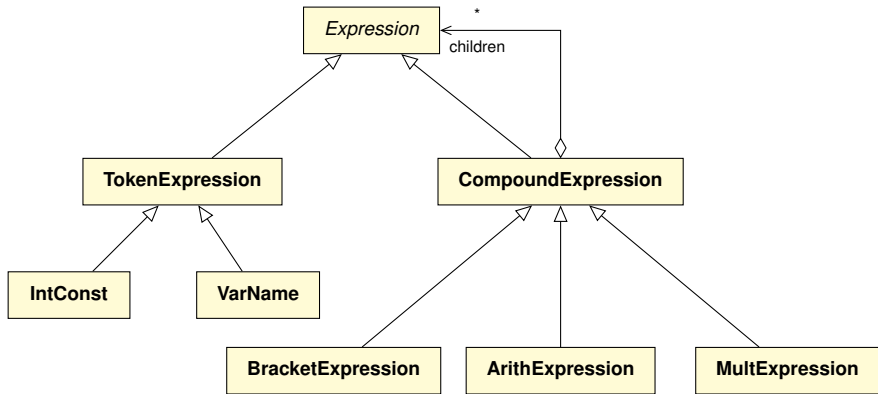 *
Expression
children
TokenExpression
CompoundExpression
IntConst
VarName
BracketExpression
ArithExpression
MultExpression